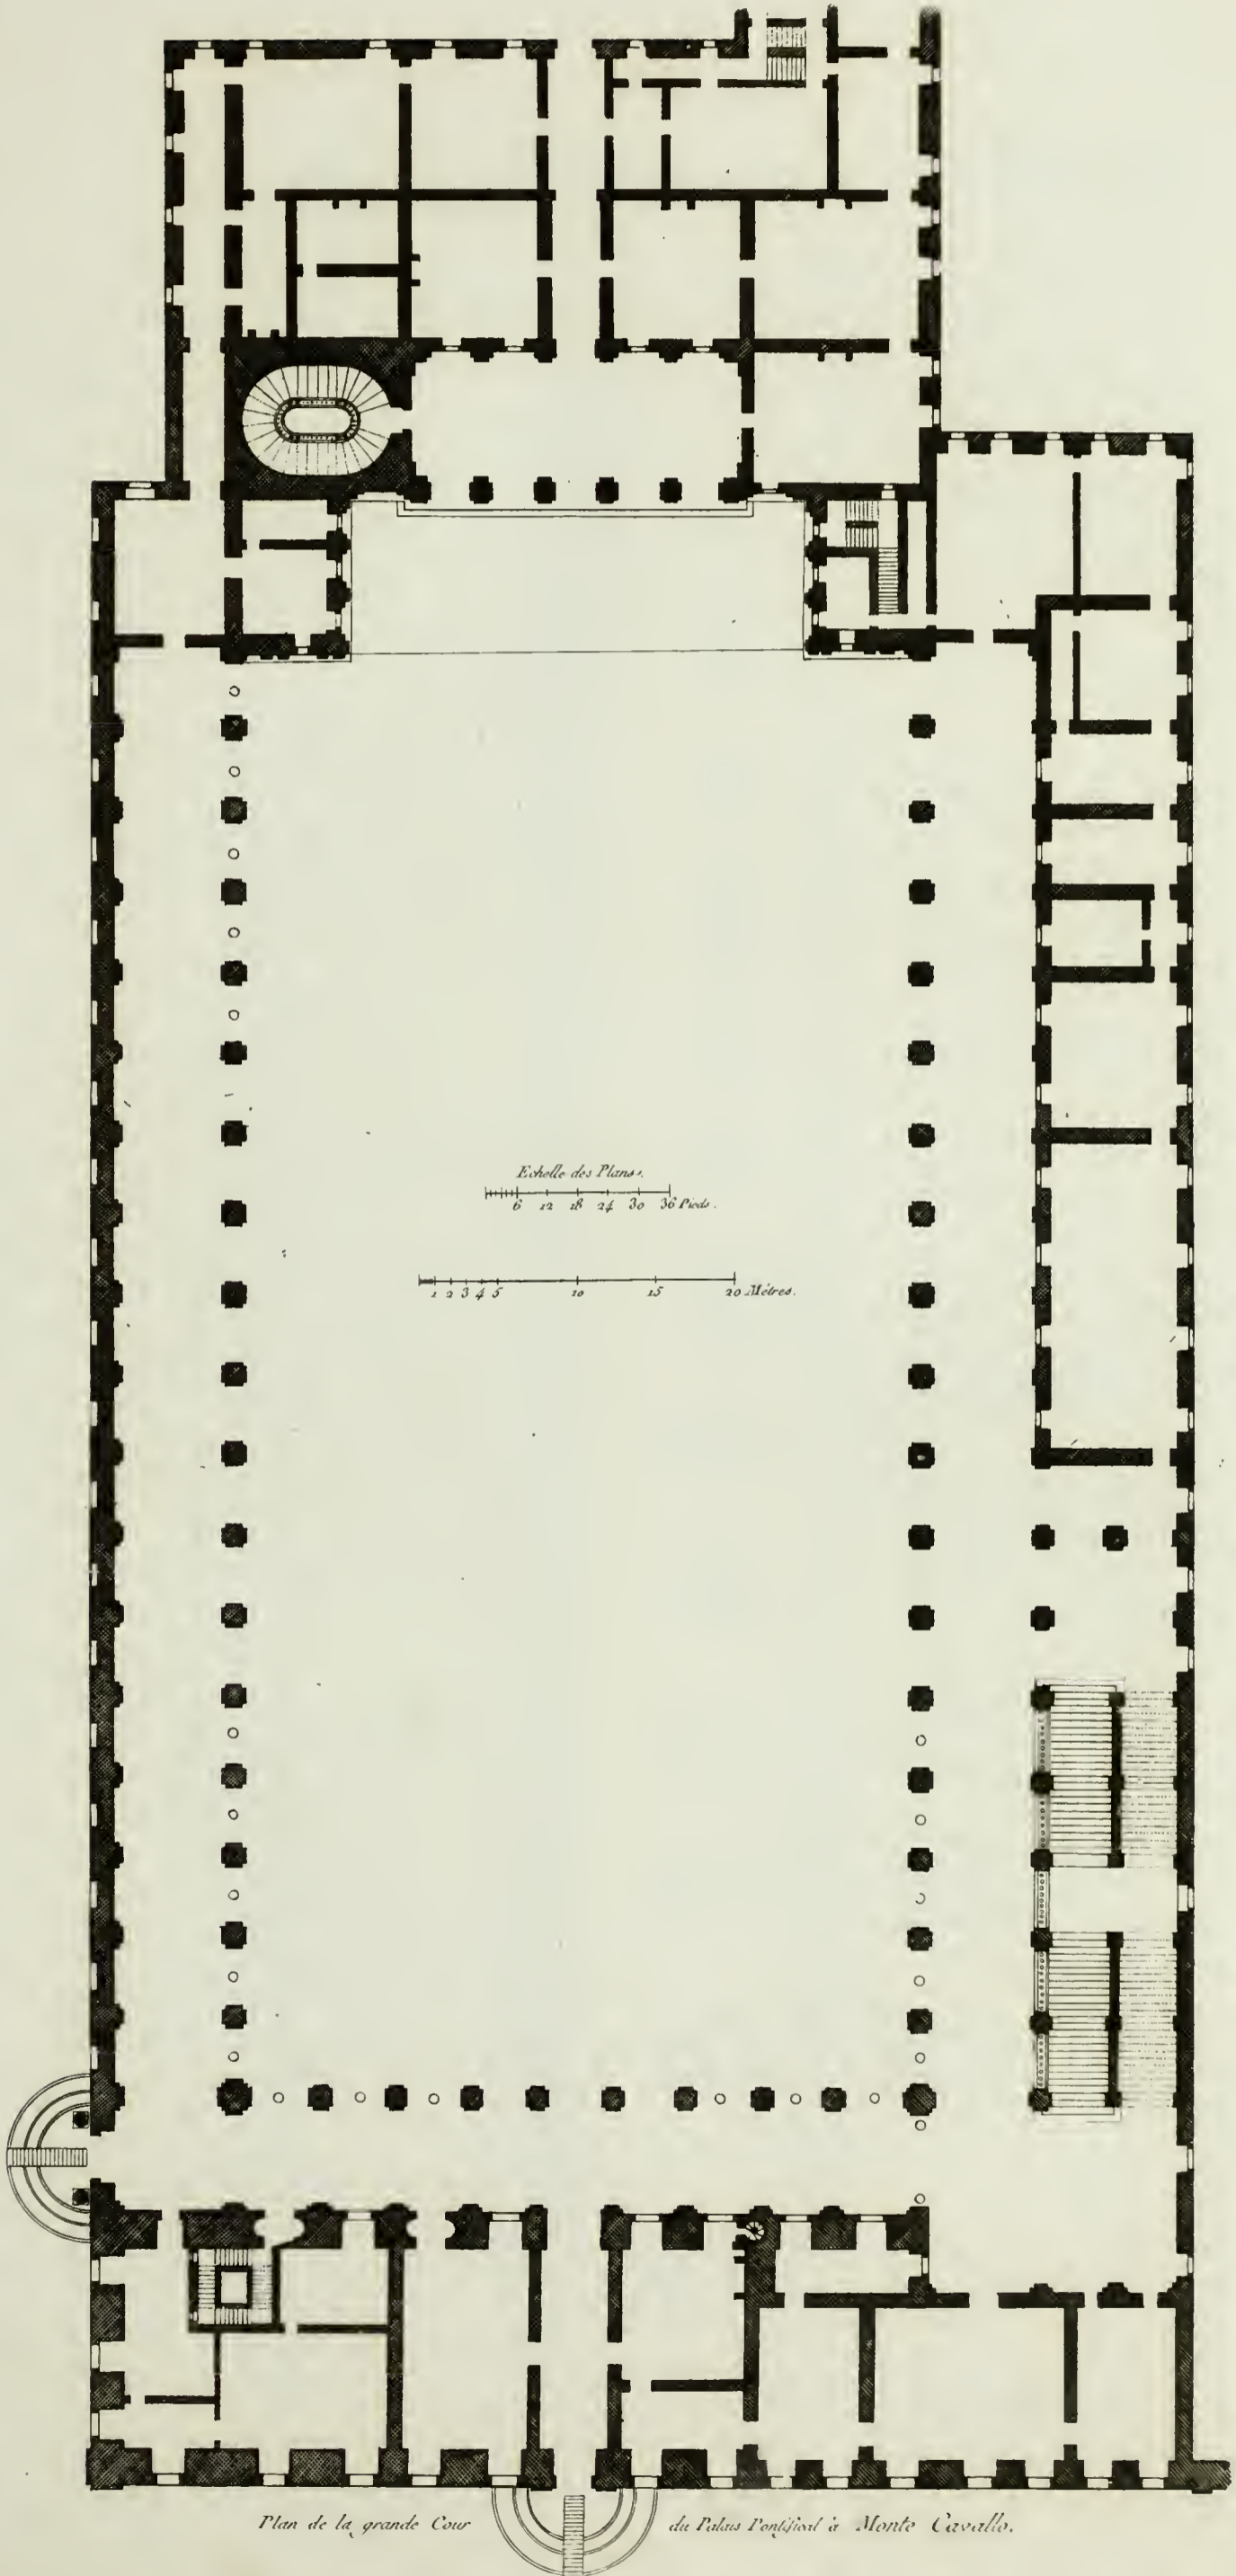 Echelle des Plans.
6 12 18 24 30 36 Pieds.
1 2 3 4 5 10 15 20 Mètres.
Plan de la grande Cour du Palais Pontifical à Monte Cavallo.